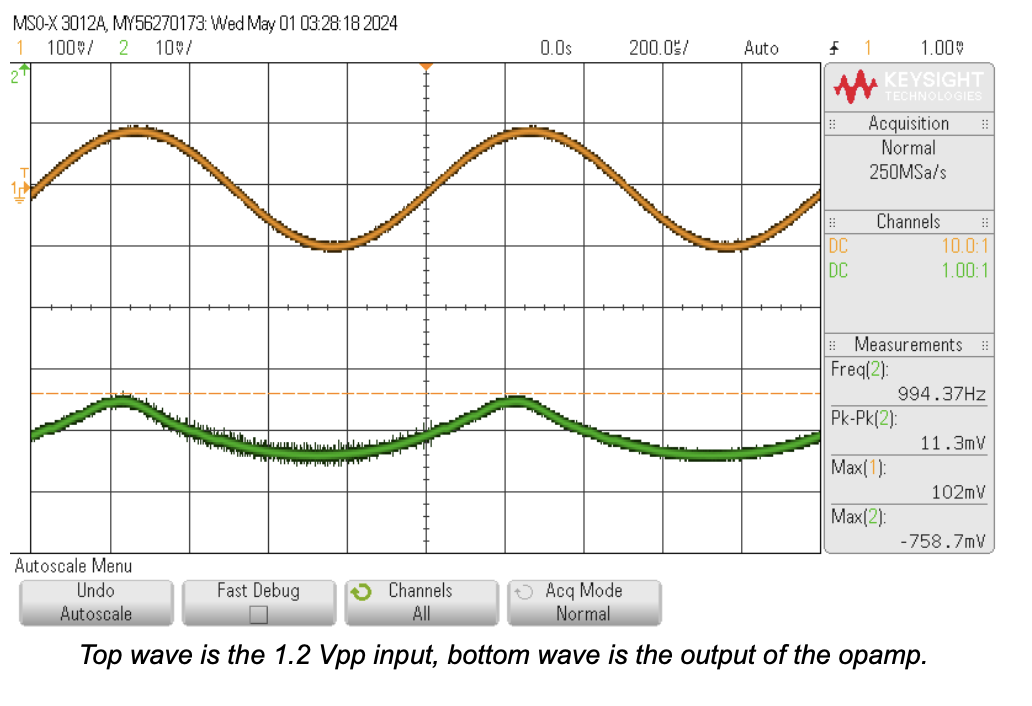 MSO-X 3012A, MY56270173: Wed May 01 03:28:18 2024
1 100V/ 2 10V/ 0.0s 200.0s/ Auto 1 1.00V
2
KEYSIGHT
TECHNOLOGIES
Acquisition
Normal
250MSa/s
T
1
Channels
DC 10.0:1
DC 1.00:1
Measurements
Freq(2):
994.37Hz
Pk-Pk(2):
11.3mV
Max(1):
102mV
Max(2):
-758.7mV
Autoscale Menu
Undo
Autoscale
Fast Debug
Channels
All
Acq Mode
Normal
Top wave is the 1.2 Vpp input, bottom wave is the output of the opamp.